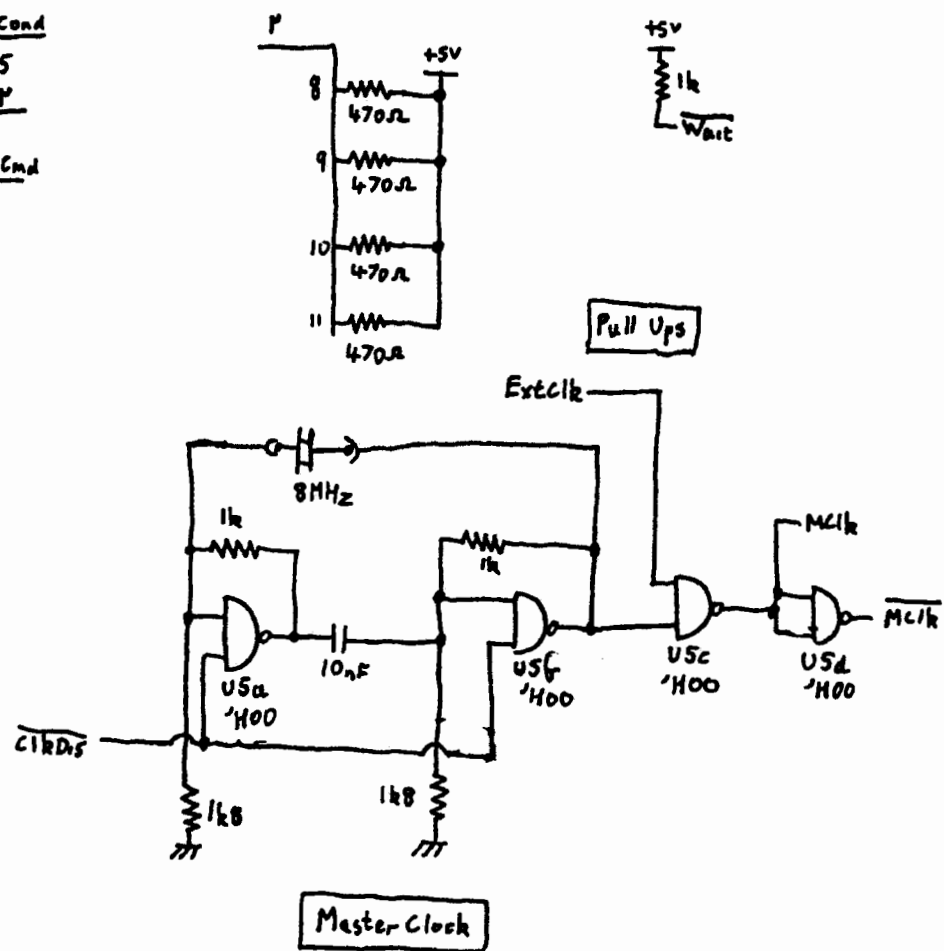 Cond
5
r
Cmd
r
+5V
8
470Ω
9
470Ω
10
470Ω
11
470Ω
+5V
1k
Wait
Pull Ups
ExtClk
8MHz
1k
1k
MClk
MClk
10nF
U5a
'H00
U5b
'H00
U5c
'H00
U5d
'H00
ClkDis
1k8
1k8
Master Clock